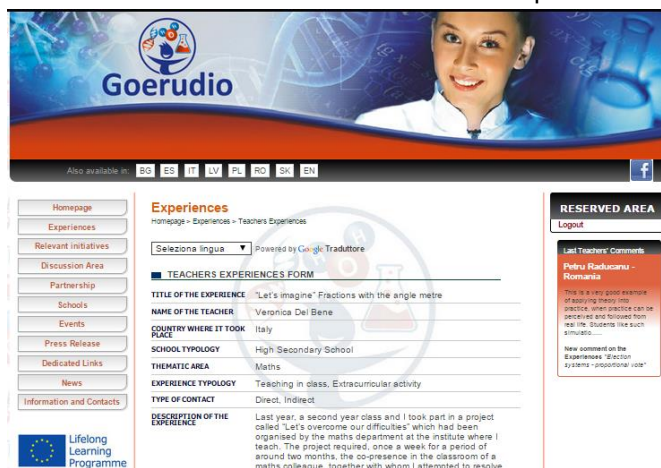 Goerudio
Also available in: BG ES IT LV PL RO SK EN
f
Homepage
Experiences
Relevant initiatives
Discussion Area
Partnership
Schools
Events
Press Release
Dedicated Links
News
Information and Contacts
Lifelong
Learning
Programme
Experiences
Homepage > Experiences > Teachers Experiences
Seleziona lingua ▼ Powered by Google Traduttore
TEACHERS EXPERIENCES FORM
TITLE OF THE EXPERIENCE "Let's imagine" Fractions with the angle metre
NAME OF THE TEACHER Veronica Del Bene
COUNTRY WHERE IT TOOK PLACE Italy
SCHOOL TYPOLOGY High Secondary School
THEMATIC AREA Maths
EXPERIENCE TYPOLOGY Teaching in class, Extracurricular activity
TYPE OF CONTACT Direct, Indirect
DESCRIPTION OF THE EXPERIENCE
Last year, a second year class and I took part in a project
called "Let's overcome our difficulties" which had been
organised by the maths department at the institute where I
teach. The project required, once a week for a period of
around two months, the co-presence in the classroom of a
maths colleague, together with whom I attempted to resolve
RESERVED AREA
Logout
Last Teachers' Comments
Petru Raducanu -
Romania
This is a very good example
of applying theory into
practice, when practice can be
perceived and followed from
real life. Students like such
simulatio......
New comment on the
Experiences "Election
systems - proportional vote"